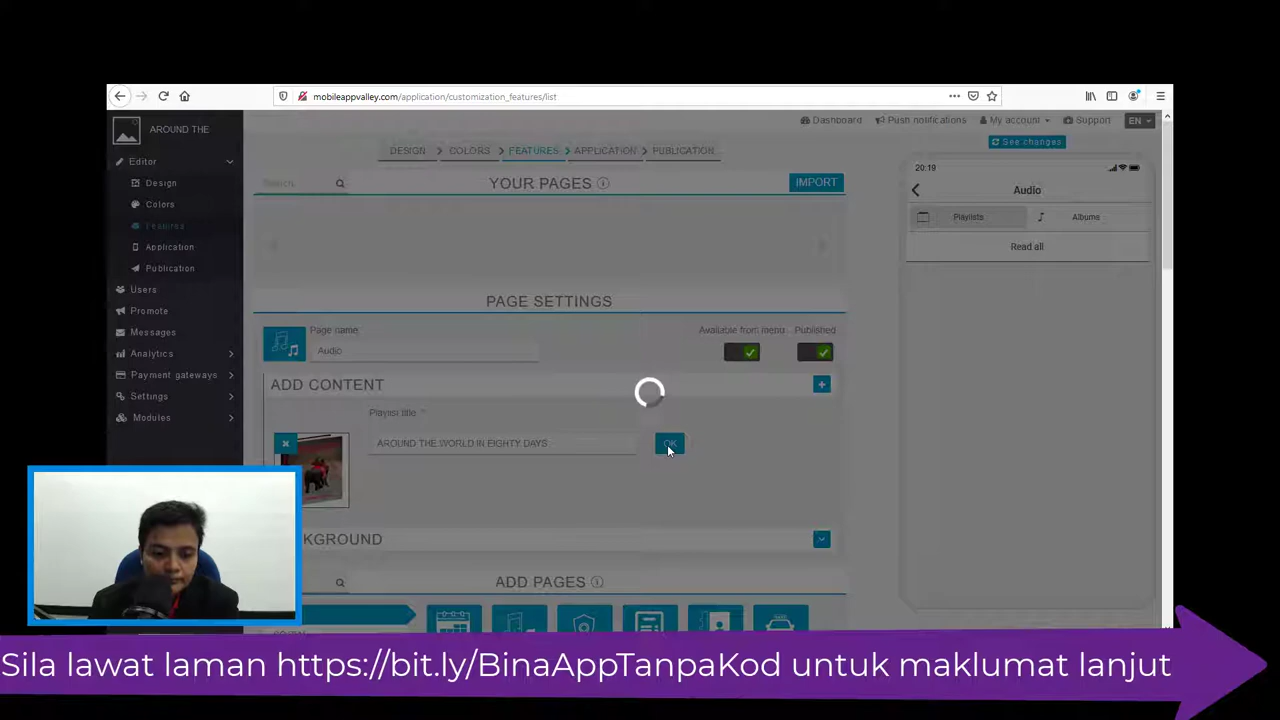 mobileappvalley.com/application/customization_features/list
AROUND THE
Dashboard
Push notifications
My account
Support
EN
Editor
Design
Colors
Features
Application
Publication
Users
Promote
Messages
Analytics
Payment gateways
Settings
Modules
DESIGN
COLORS
FEATURES
APPLICATION
PUBLICATION
See changes
Search
YOUR PAGES
IMPORT
PAGE SETTINGS
Page name
Available from menu
Published
Audio
ADD CONTENT
Playlist title *
AROUND THE WORLD IN EIGHTY DAYS
OK
KGROUND
ADD PAGES
20:19
Audio
Playlists
Albums
Read all
Sila lawat laman https://bit.ly/BinaAppTanpaKod untuk maklumat lanjut